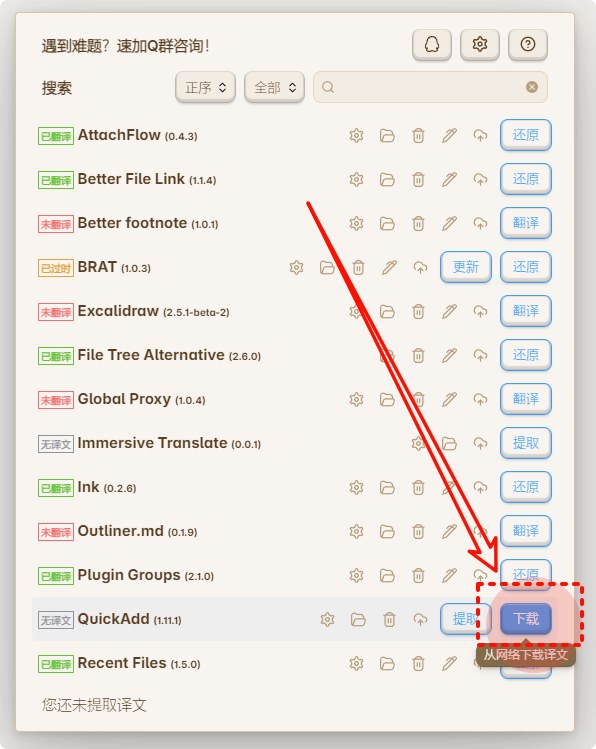 遇到难题？速加Q群咨询！
搜索 正序 全部
已翻译 AttachFlow (0.4.3) 还原
已翻译 Better File Link (1.1.4) 还原
未翻译 Better footnote (1.0.1) 翻译
已过时 BRAT (1.0.3) 更新 还原
未翻译 Excalidraw (2.5.1-beta-2) 翻译
已翻译 File Tree Alternative (2.6.0) 还原
未翻译 Global Proxy (1.0.4) 翻译
无译文 Immersive Translate (0.0.1) 提取
已翻译 Ink (0.2.6) 还原
未翻译 Outliner.md (0.1.9) 翻译
已翻译 Plugin Groups (2.1.0) 还原
无译文 QuickAdd (1.11.1) 提取 下载
从网络下载译文
已翻译 Recent Files (1.5.0)
您还未提取译文